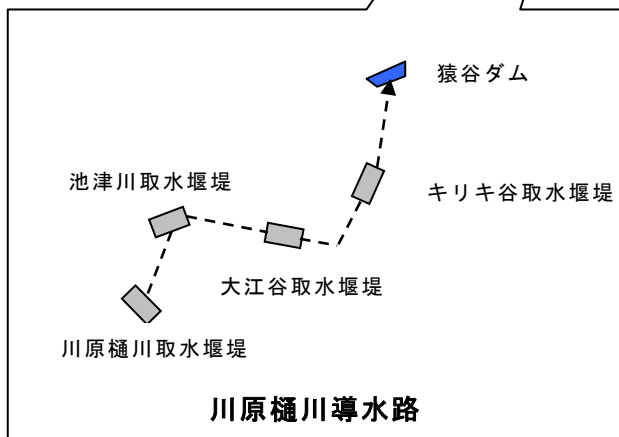 猿谷ダム
池津川取水堰堤
キリキ谷取水堰堤
大江谷取水堰堤
川原樋川取水堰堤
川原樋川導水路